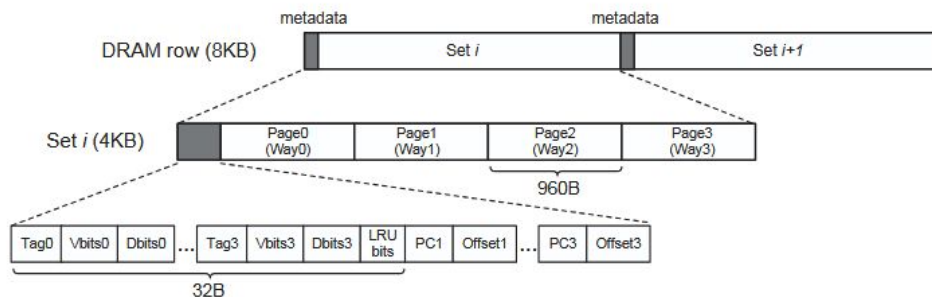 metadata metadata
DRAM row (8KB) Set i Set i+1
Set i (4KB) Page0 (Way0) Page1 (Way1) Page2 (Way2) Page3 (Way3)
960B
Tag0 Vbits0 Dbits0 ... Tag3 Vbits3 Dbits3 LRU bits PC1 Offset1 ... PC3 Offset3
32B